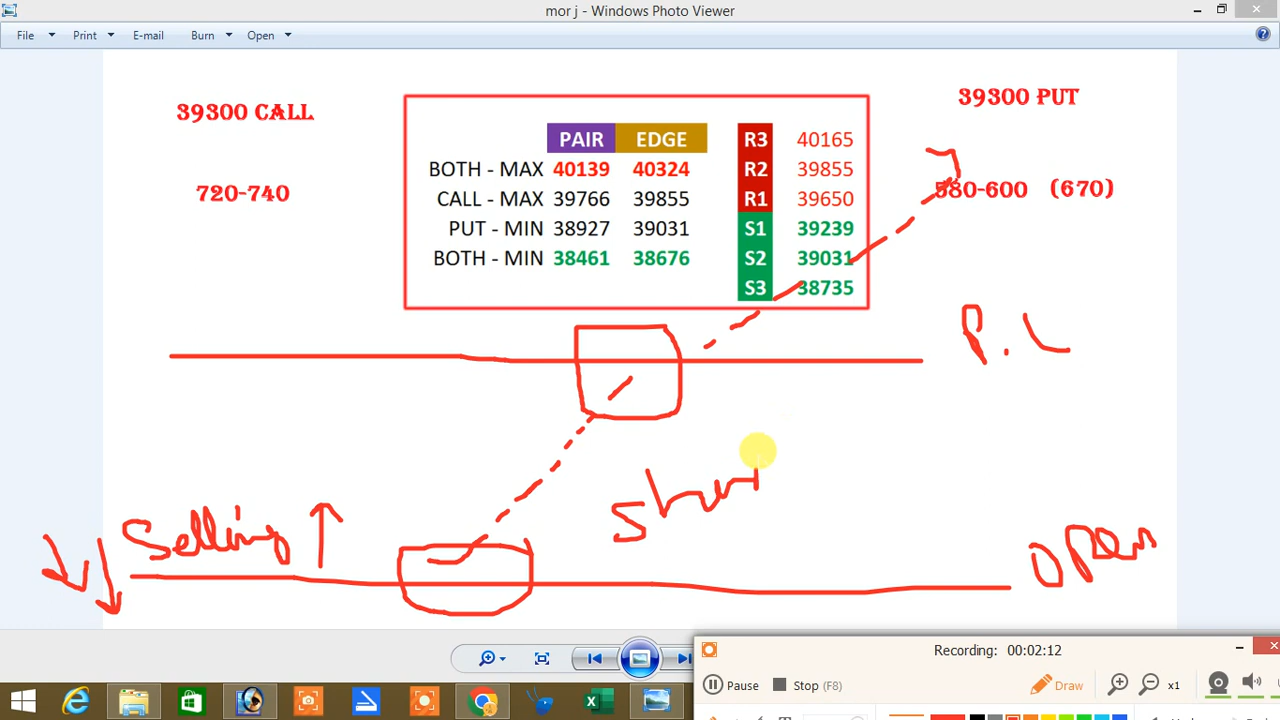 mor j - Windows Photo Viewer
File Print E-mail Burn Open
39300 CALL
720-740
PAIR EDGE
BOTH - MAX 40139 40324
CALL - MAX 39766 39855
PUT - MIN 38927 39031
BOTH - MIN 38461 38676
R3 40165
R2 39855
R1 39650
S1 39239
S2 39031
S3 38735
39300 PUT
580-600 (670)
Selling
Open
Recording: 00:02:12
Pause Stop (F8) Draw x1